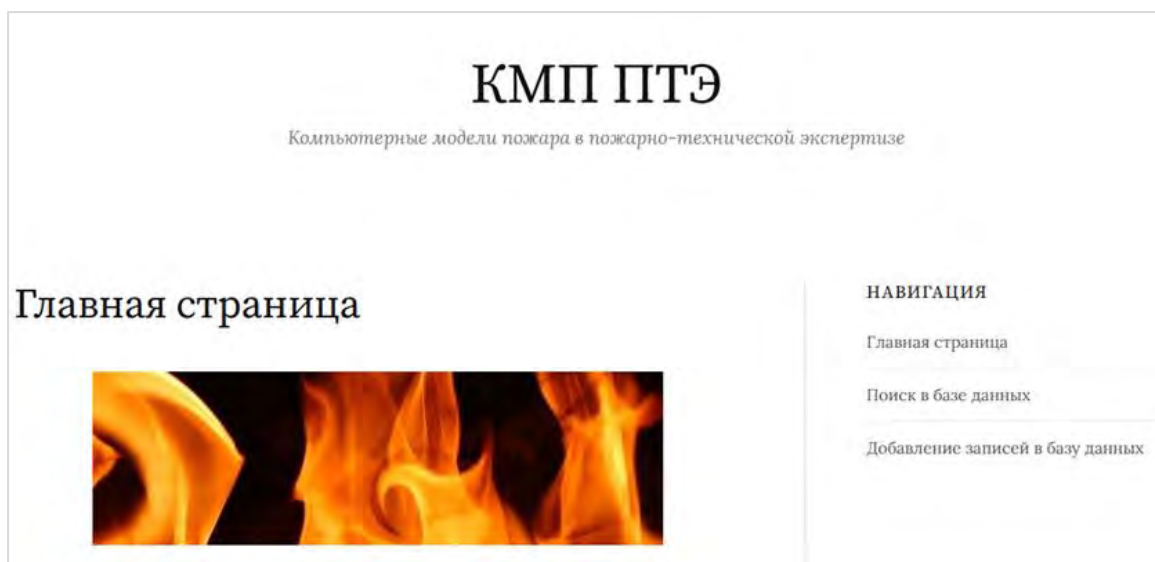 КМП ПТЭ
Компьютерные модели пожара в пожарно-технической экспертизе
Главная страница
НАВИГАЦИЯ
Главная страница
Поиск в базе данных
Добавление записей в базу данных